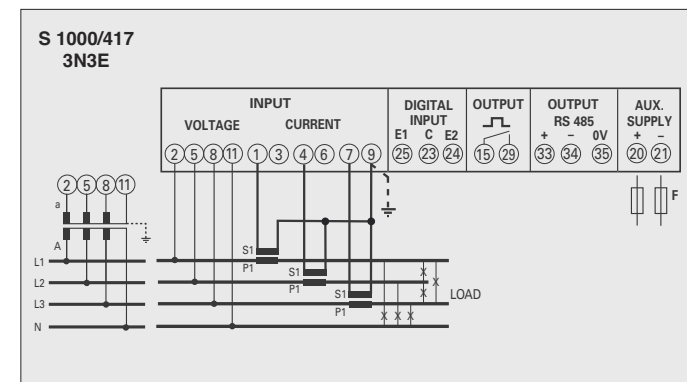 S 1000/417
3N3E
INPUT
VOLTAGE CURRENT
DIGITAL
INPUT
E1 C E2
OUTPUT
OUTPUT
RS 485
+ – 0V
AUX.
SUPPLY
+ –
2 5 8 11 1 3 4 6 7 9 25 23 24 15 29 33 34 35 20 21
2 5 8 11
a
A
F
S1
P1
S1
P1
S1
P1
L1
L2
L3
N
LOAD